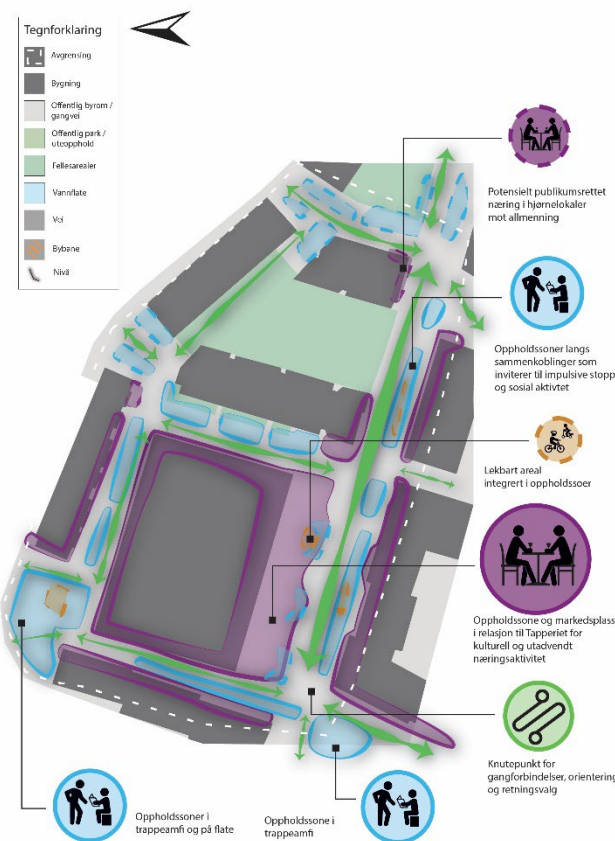 Tegnforklaring
Avgrensing
Bygning
Offentlig byrom /
gangvei
Offentlig park /
uteopphold
Fellesarealer
Vannflate
Vei
Bybane
Nivå
Potensielt publikumsrettet
næring i hjørnelokaler
mot allmenning
Oppholdssoner langs
sammenkoblinger som
inviterer til impulsive stopp
og sosial aktivtet
Lekbart areal
integrert i oppholdssoer
Oppholdssone og markedsplass
i relasjon til Tapperiet for
kulturell og utadvendt
næringsaktivitet
Knutepunkt for
gangforbindelser, orientering
og retningsvalg
Oppholdssoner i
trappeamfi og på flate
Oppholdssone i
trappeamfi